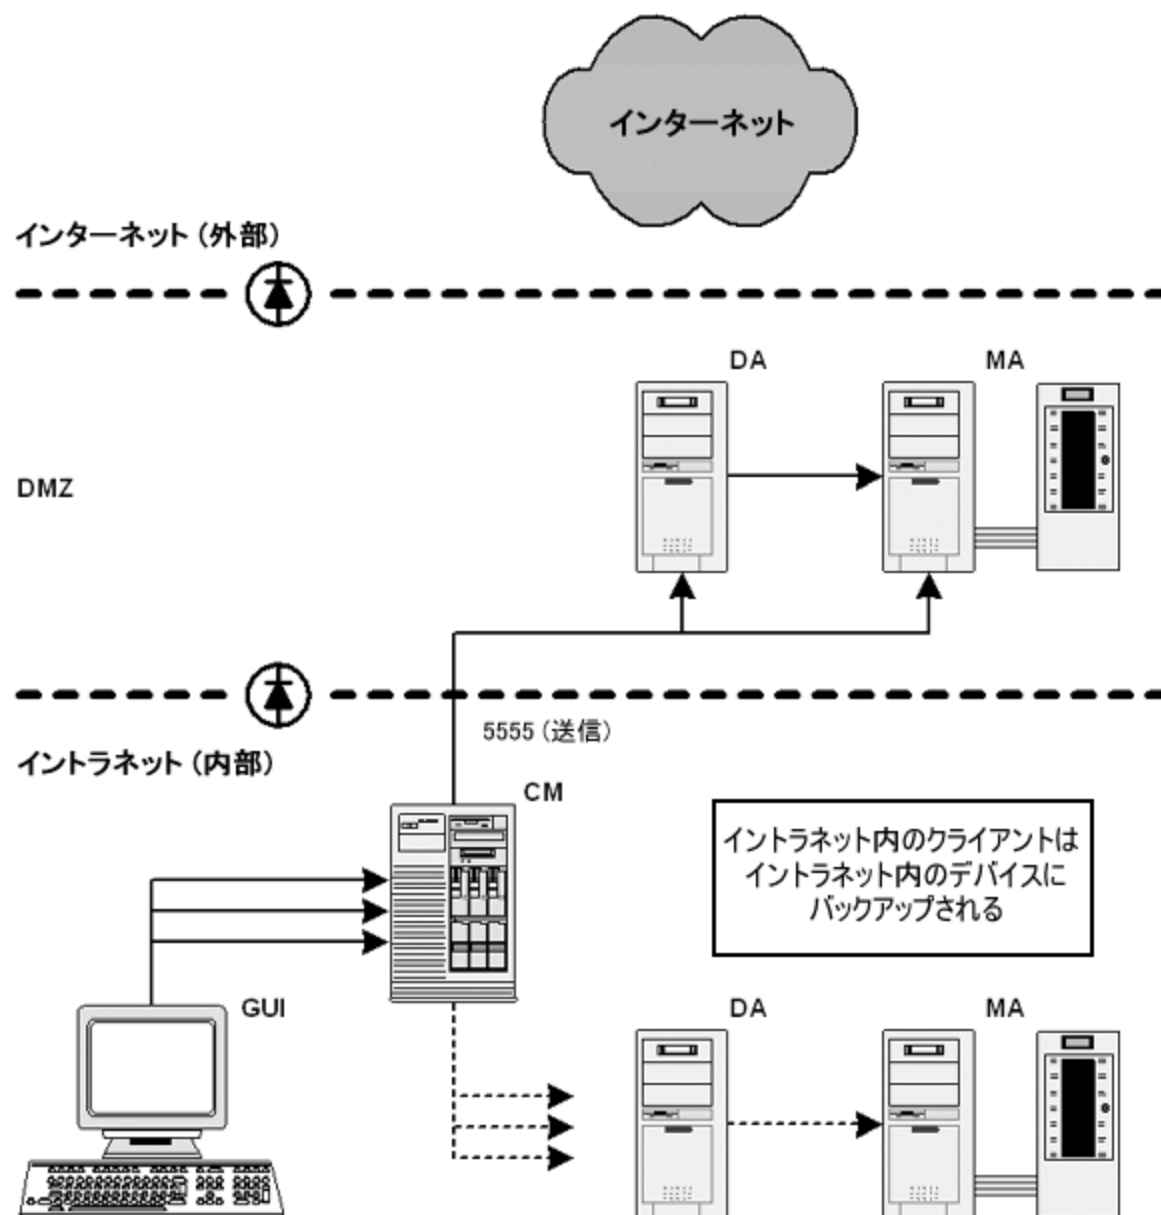 インターネット
インターネット（外部）
DA
MA
DMZ
5555（送信）
イントラネット（内部）
CM
イントラネット内のクライアントは
イントラネット内のデバイスに
バックアップされる
GUI
DA
MA